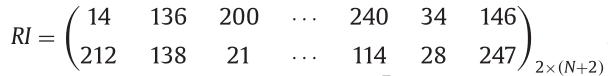 RI = ( 14 136 200 ⋯ 240 34 146
212 138 21 ⋯ 114 28 247 )2×(N+2)